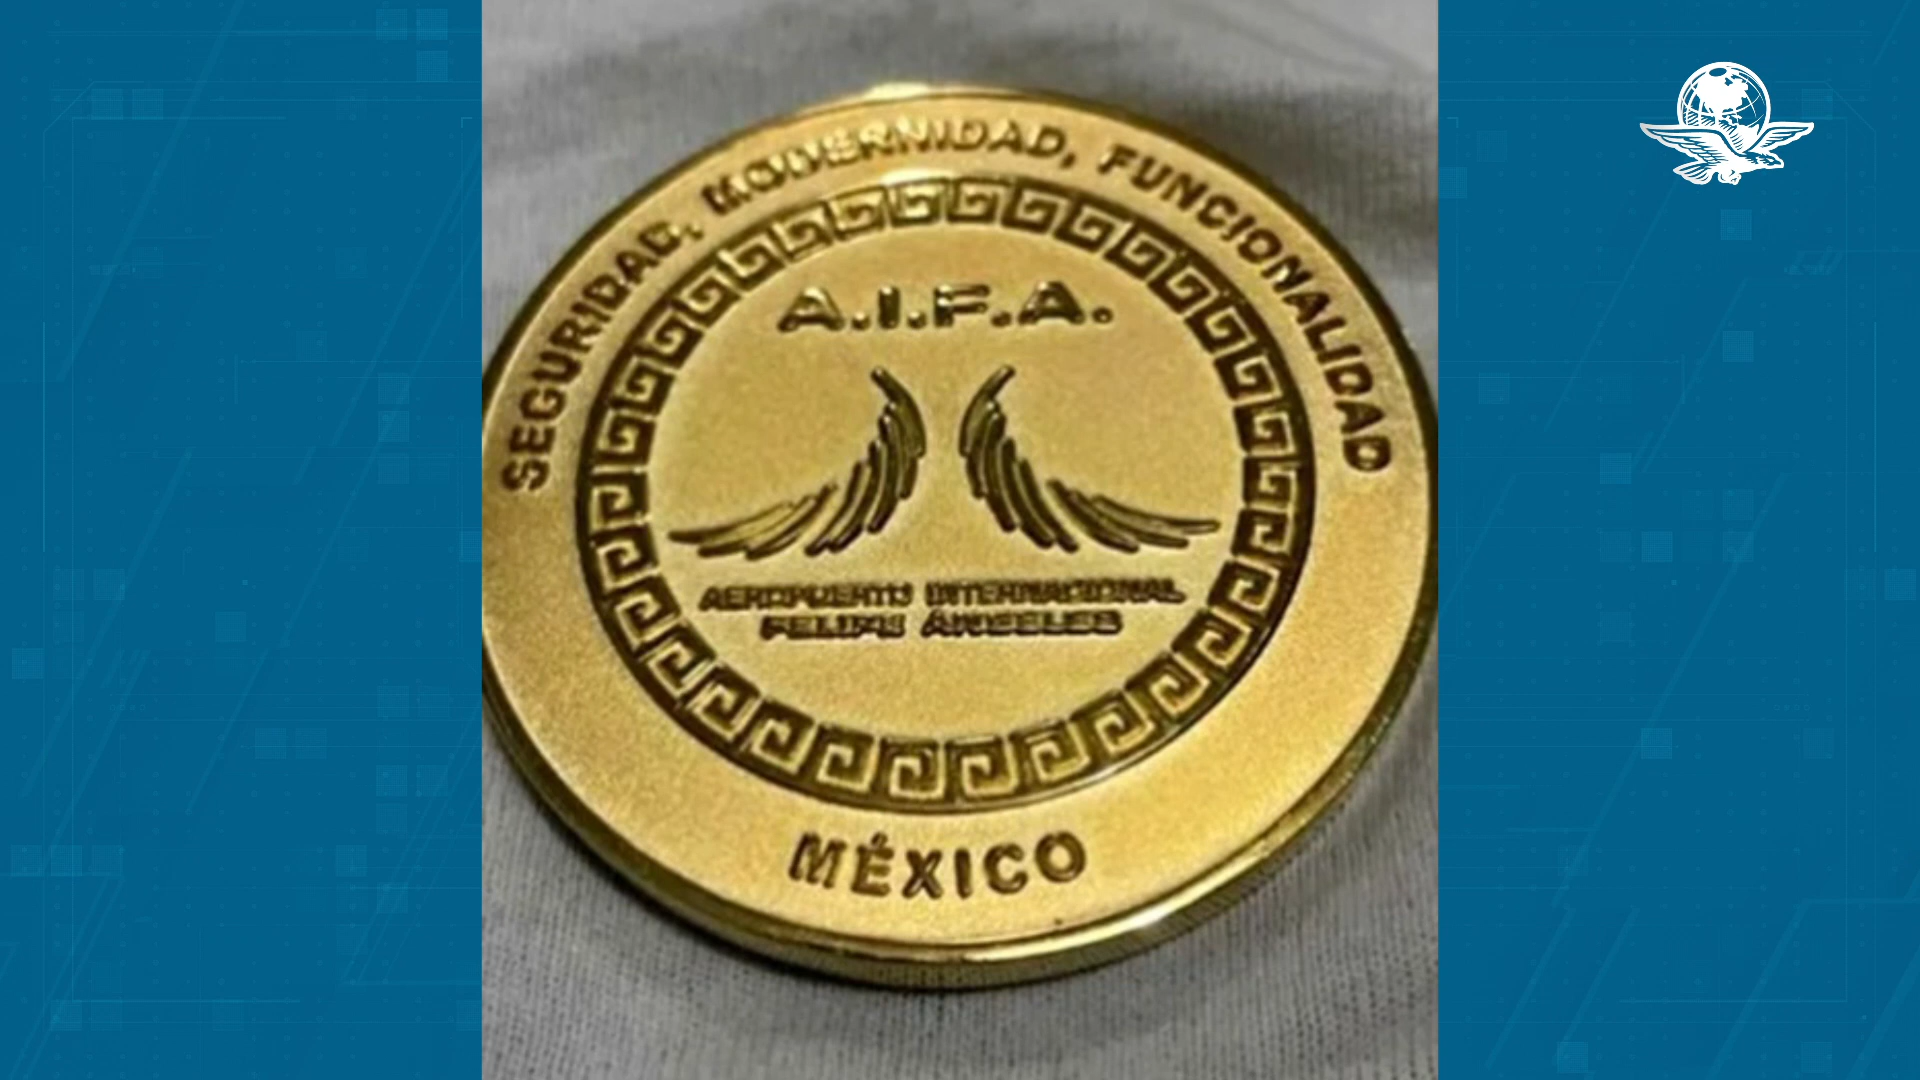 SEGURIDAD, MODERNIDAD, FUNCIONALIDAD
A.I.F.A.
AEROPUERTO INTERNACIONAL
FELIPE ÁNGELES
MÉXICO